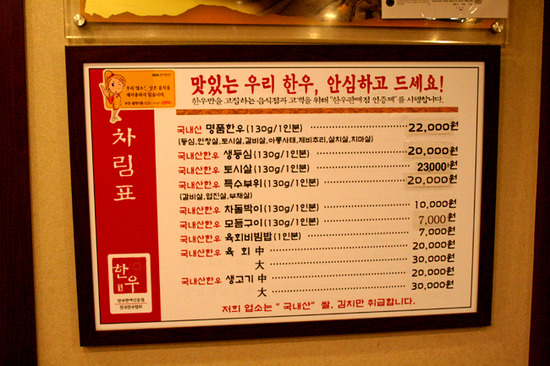 맛있는 우리 한우, 안심하고 드세요!
한우만을 고집하는 음식점과 고객을 위해 "한우판매점 인증제"를 시행합니다.
차림표
국내산 명품한우(130g/1인분) 22,000원
(등심,안창살,토시살,갈비살,아롱사태,제비추리,살치살,치마살)
국내산한우 생등심(130g/1인분) 20,000원
국내산한우 토시살(130g/1인분) 23000원
국내산한우 특수부위(130g/1인분) 20,000원
(갈비살,업진살,부채살)
국내산한우 차돌박이(130g/1인분) 10,000원
국내산한우 모듬구이(130g/1인분) 7,000원
국내산한우 육회비빔밥(1인분) 7,000원
국내산한우 육 회 中 20,000원
大 30,000원
국내산한우 생고기 中 20,000원
大 30,000원
저희 업소는 " 국내산" 쌀, 김치만 취급합니다.
한우